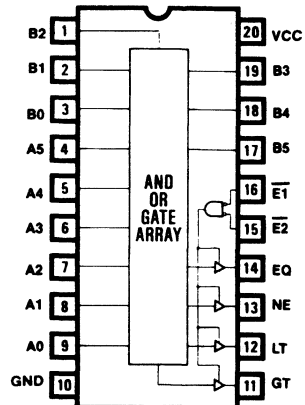 B2 1 20 VCC
B1 2 19 B3
B0 3 18 B4
A5 4 17 B5
A4 5 16 E1
A3 6 15 E2
A2 7 14 EQ
A1 8 13 NE
A0 9 12 LT
GND 10 11 GT
AND
OR
GATE
ARRAY